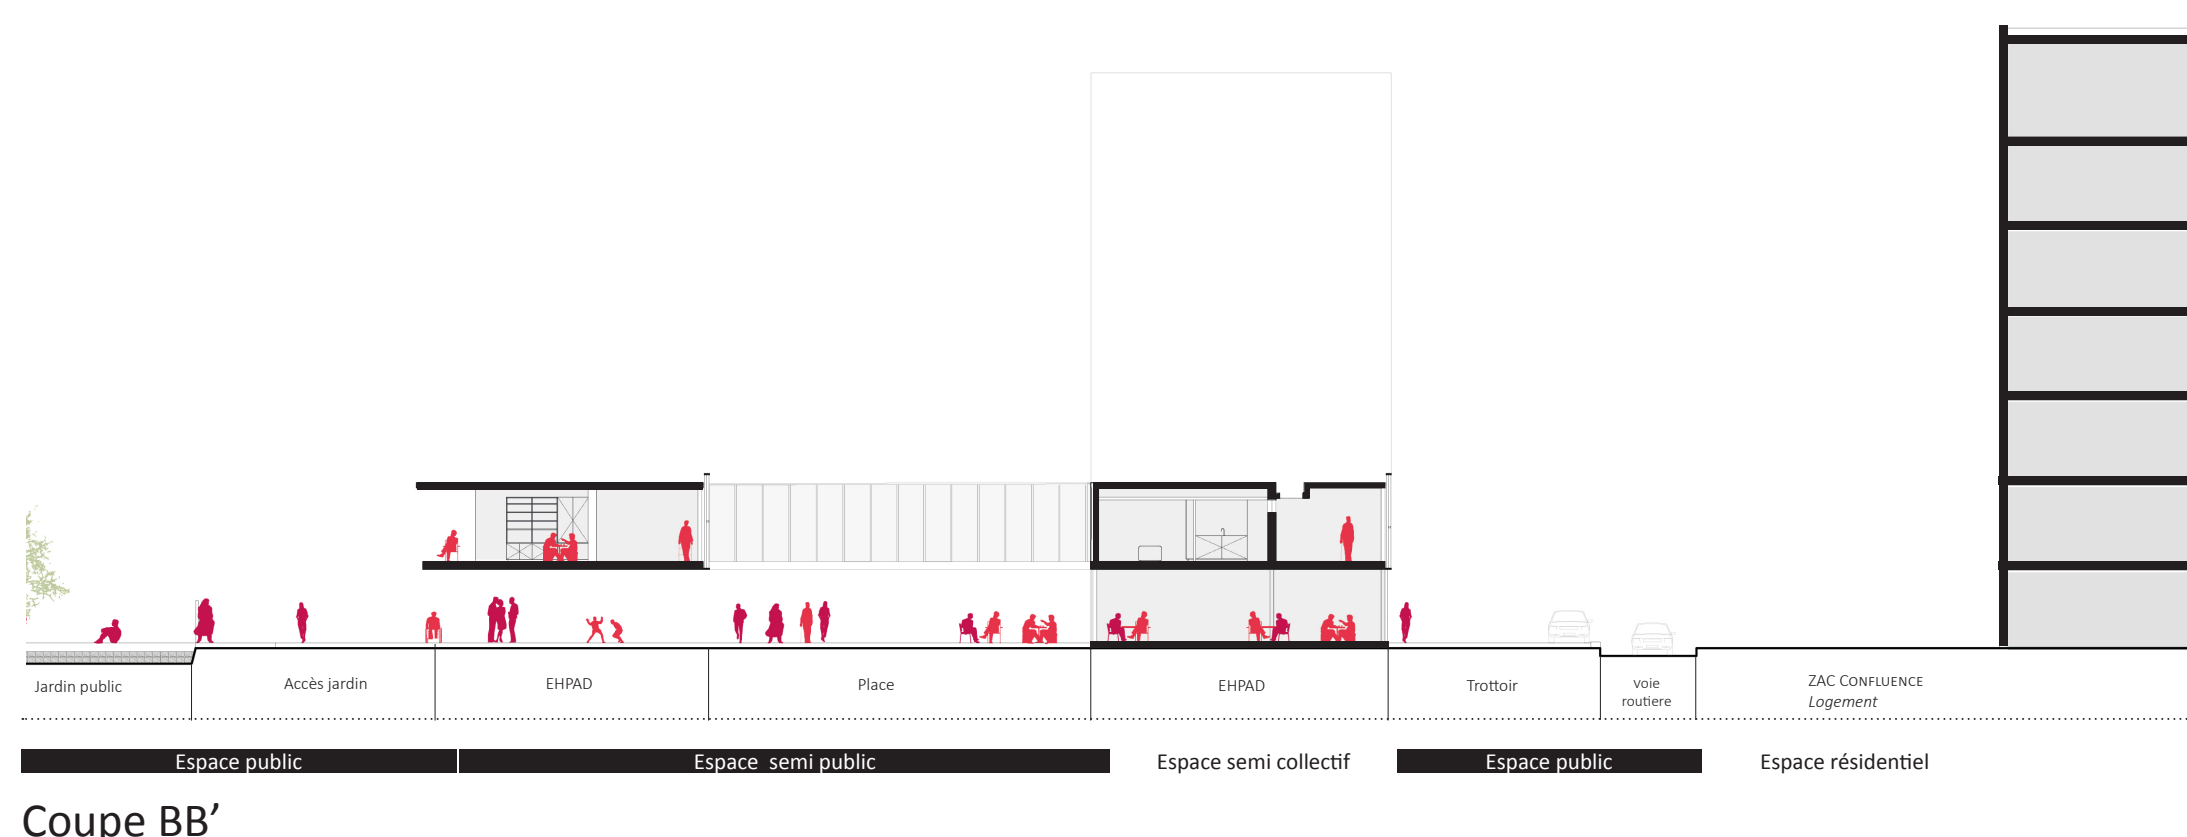 Jardin public
Accès jardin
EHPAD
Place
EHPAD
Trottoir
voie
routiere
ZAC CONFLUENCE
Logement
Espace public
Espace semi public
Espace semi collectif
Espace public
Espace résidentiel
Coupe BB’